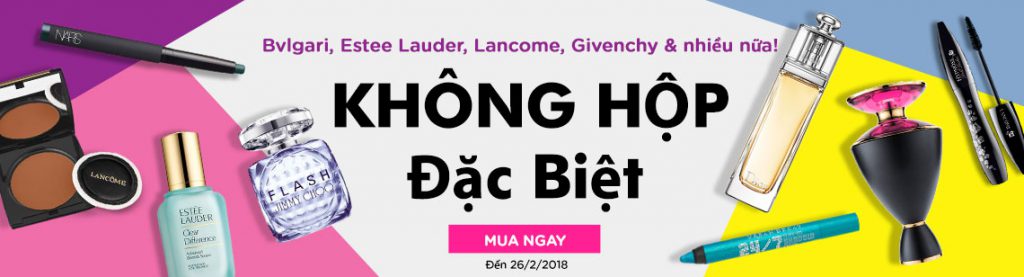 Bvlgari, Estee Lauder, Lancome, Givenchy & nhiều nữa!
KHÔNG HỘP
Đặc Biệt
MUA NGAY
Đến 26/2/2018
NARS
LANCÔME
ESTĒE
LAUDER
Clear
Difference
FLASH
JIMMY CHOO
Dior
24/7